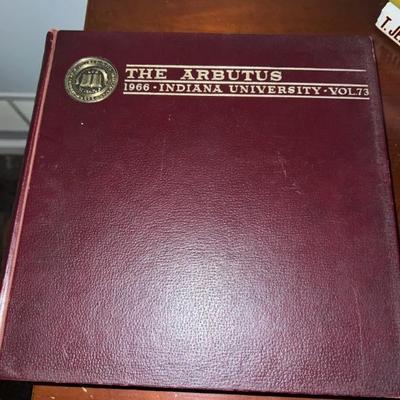 THE ARBUTUS
1966 · INDIANA UNIVERSITY · VOL.73